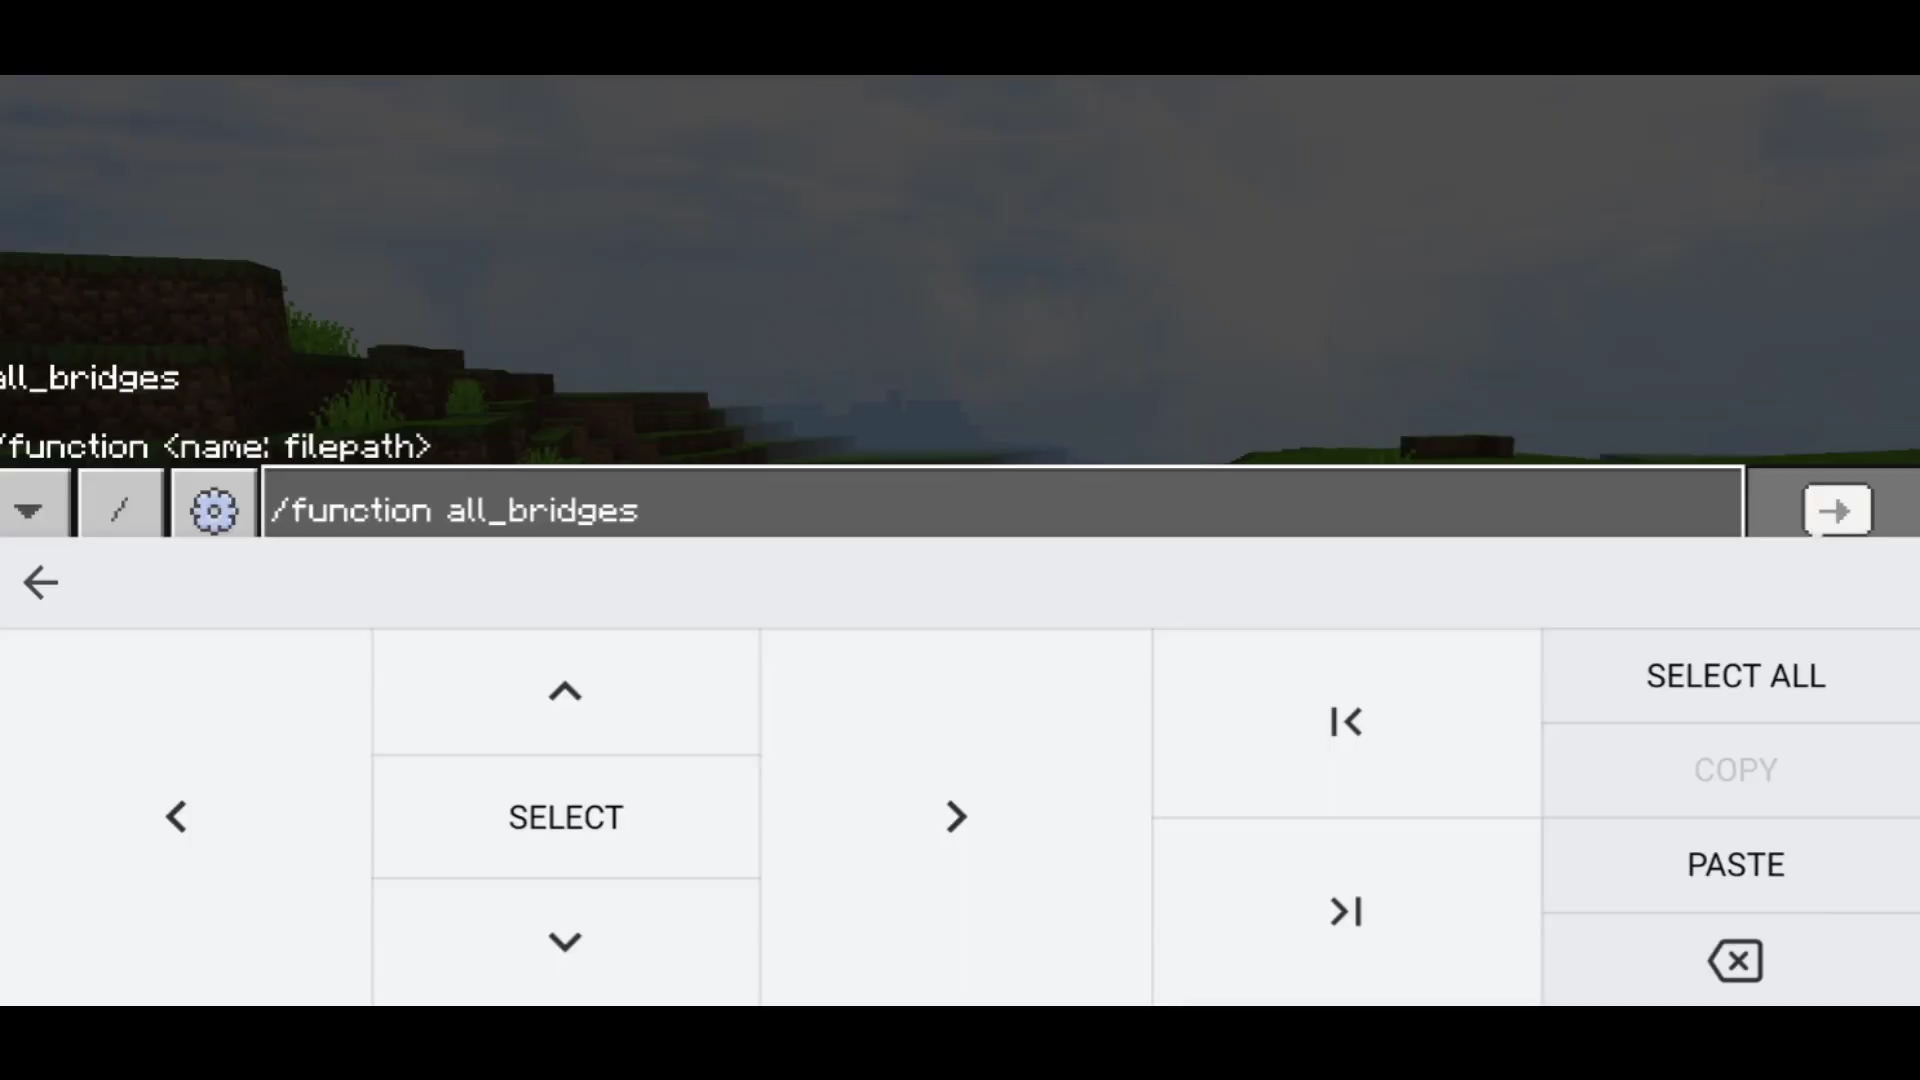 all_bridges
/function <name: filepath>
/
/function all_bridges
SELECT ALL
COPY
SELECT
PASTE